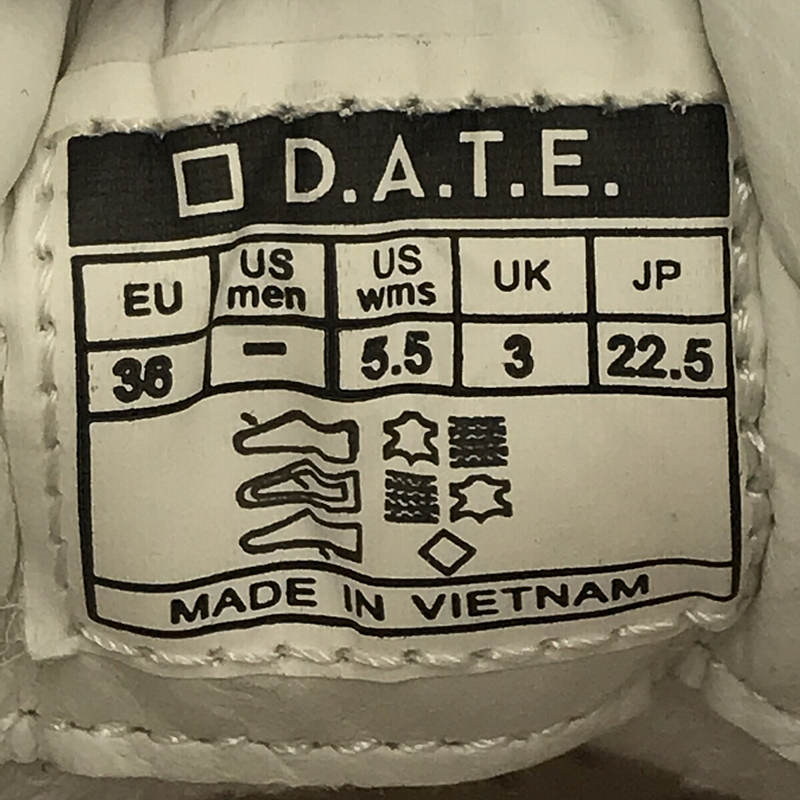 D.A.T.E.
EU US men US wms UK JP
36 – 5.5 3 22.5
MADE IN VIETNAM